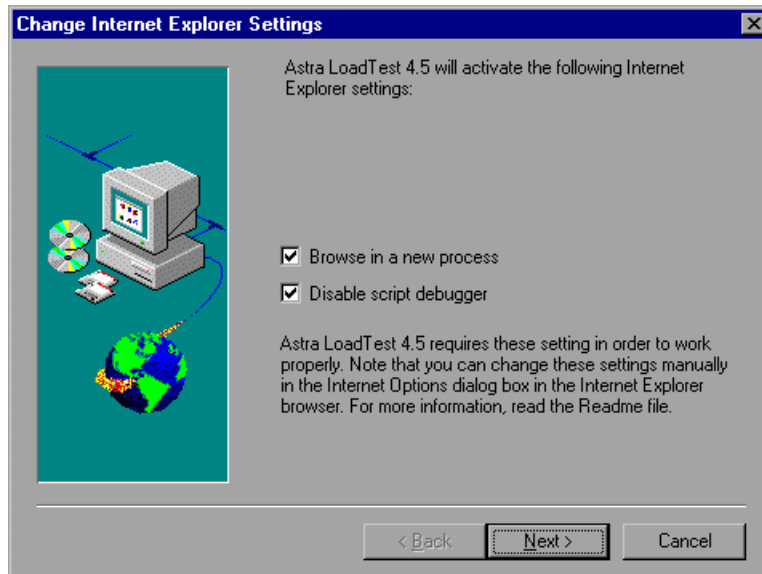 Change Internet Explorer Settings
Astra LoadTest 4.5 will activate the following Internet
Explorer settings:
Browse in a new process
Disable script debugger
Astra LoadTest 4.5 requires these setting in order to work
properly. Note that you can change these settings manually
in the Internet Options dialog box in the Internet Explorer
browser. For more information, read the Readme file.
< Back
Next >
Cancel